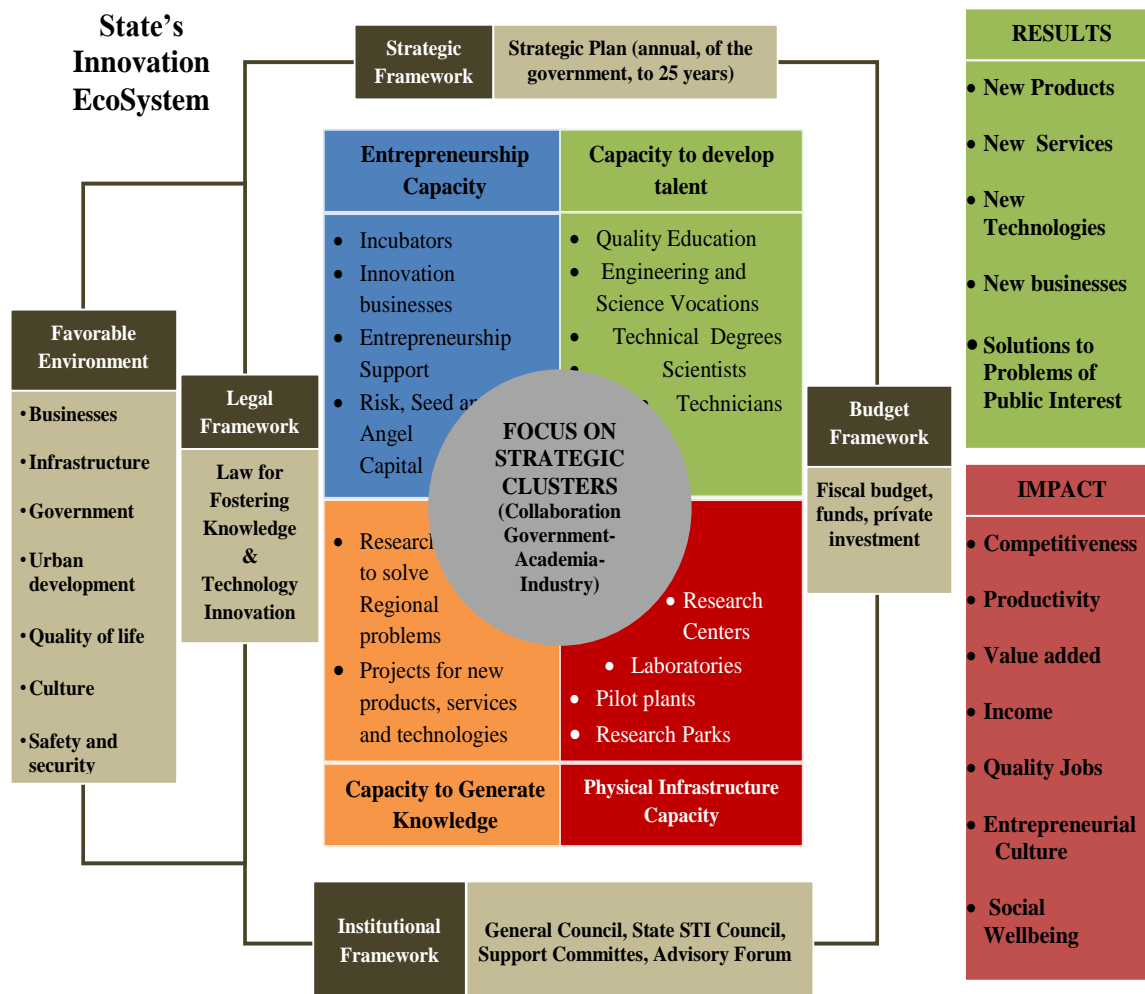 State's
Innovation
EcoSystem
Strategic
Framework
Strategic Plan (annual, of the
government, to 25 years)
Favorable
Environment
• Businesses
• Infrastructure
• Government
• Urban
development
• Quality of life
• Culture
• Safety and
security
Legal
Framework
Law for
Fostering
Knowledge
&
Technology
Innovation
Entrepreneurship
Capacity
• Incubators
• Innovation
businesses
• Entrepreneurship
Support
• Risk, Seed an
Angel
Capital
Capacity to develop
talent
• Quality Education
• Engineering and
Science Vocations
• Technical Degrees
• Scientists
• Technicians
FOCUS ON
STRATEGIC
CLUSTERS
(Collaboration
Government-
Academia-
Industry)
• Research
to solve
Regional
problems
• Projects for new
products, services
and technologies
Capacity to Generate
Knowledge
• Research
Centers
• Laboratories
• Pilot plants
• Research Parks
Physical Infrastructure
Capacity
Budget
Framework
Fiscal budget,
funds, prívate
investment
Institutional
Framework
General Council, State STI Council,
Support Committes, Advisory Forum
RESULTS
• New Products
• New Services
• New
Technologies
• New businesses
• Solutions to
Problems of
Public Interest
IMPACT
• Competitiveness
• Productivity
• Value added
• Income
• Quality Jobs
• Entrepreneurial
Culture
• Social
Wellbeing